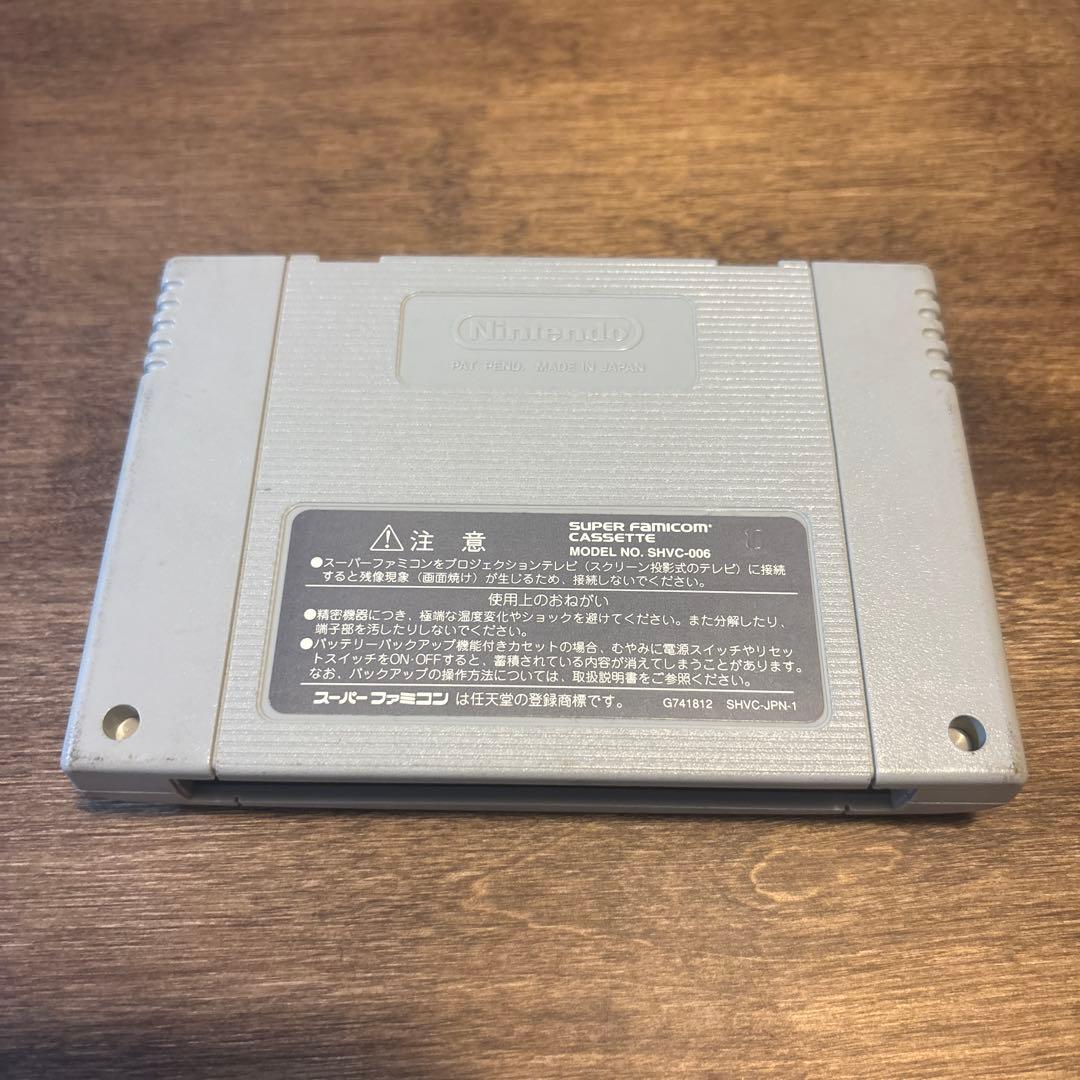 Nintendo
PAT. PEND. MADE IN JAPAN
注意
SUPER FAMICOM
CASSETTE
MODEL NO. SHVC-006
●スーパーファミコンをプロジェクションテレビ（スクリーン投影式のテレビ）に接続
すると残像現象（画面焼け）が生じるため、接続しないでください。
使用上のおねがい
●精密機器につき、極端な温度変化やショックを避けてください。また分解したり、
端子部を汚したりしないでください。
●バッテリーバックアップ機能付きカセットの場合、むやみに電源スイッチやリセッ
トスイッチをON・OFFすると、蓄積されている内容が消えてしまうことがあります。
なお、バックアップの操作方法については、取扱説明書をご参照ください。
スーパーファミコン は任天堂の登録商標です。 G741812 SHVC-JPN-1